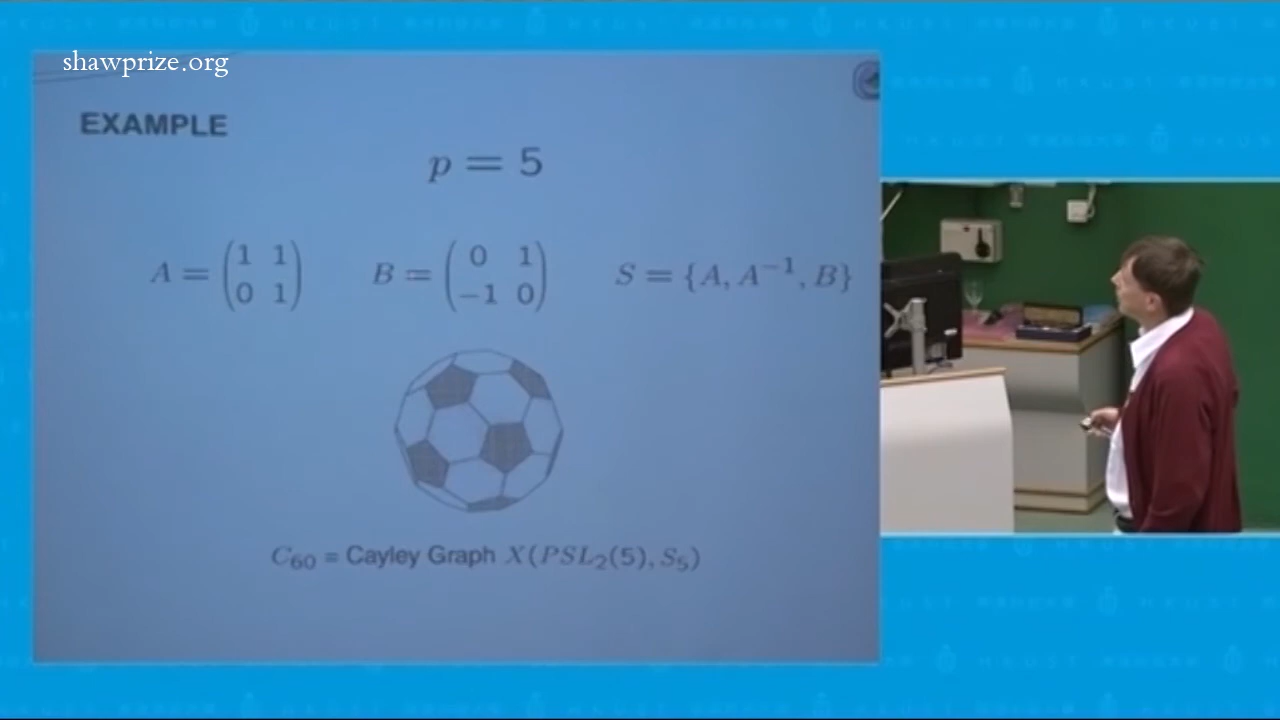 shawprize.org
EXAMPLE
p = 5
A = (1 1 0 1) B = (0 1 −1 0) S = {A, A⁻¹, B}
C₆₀ = Cayley Graph X(PSL₂(5), S₅)